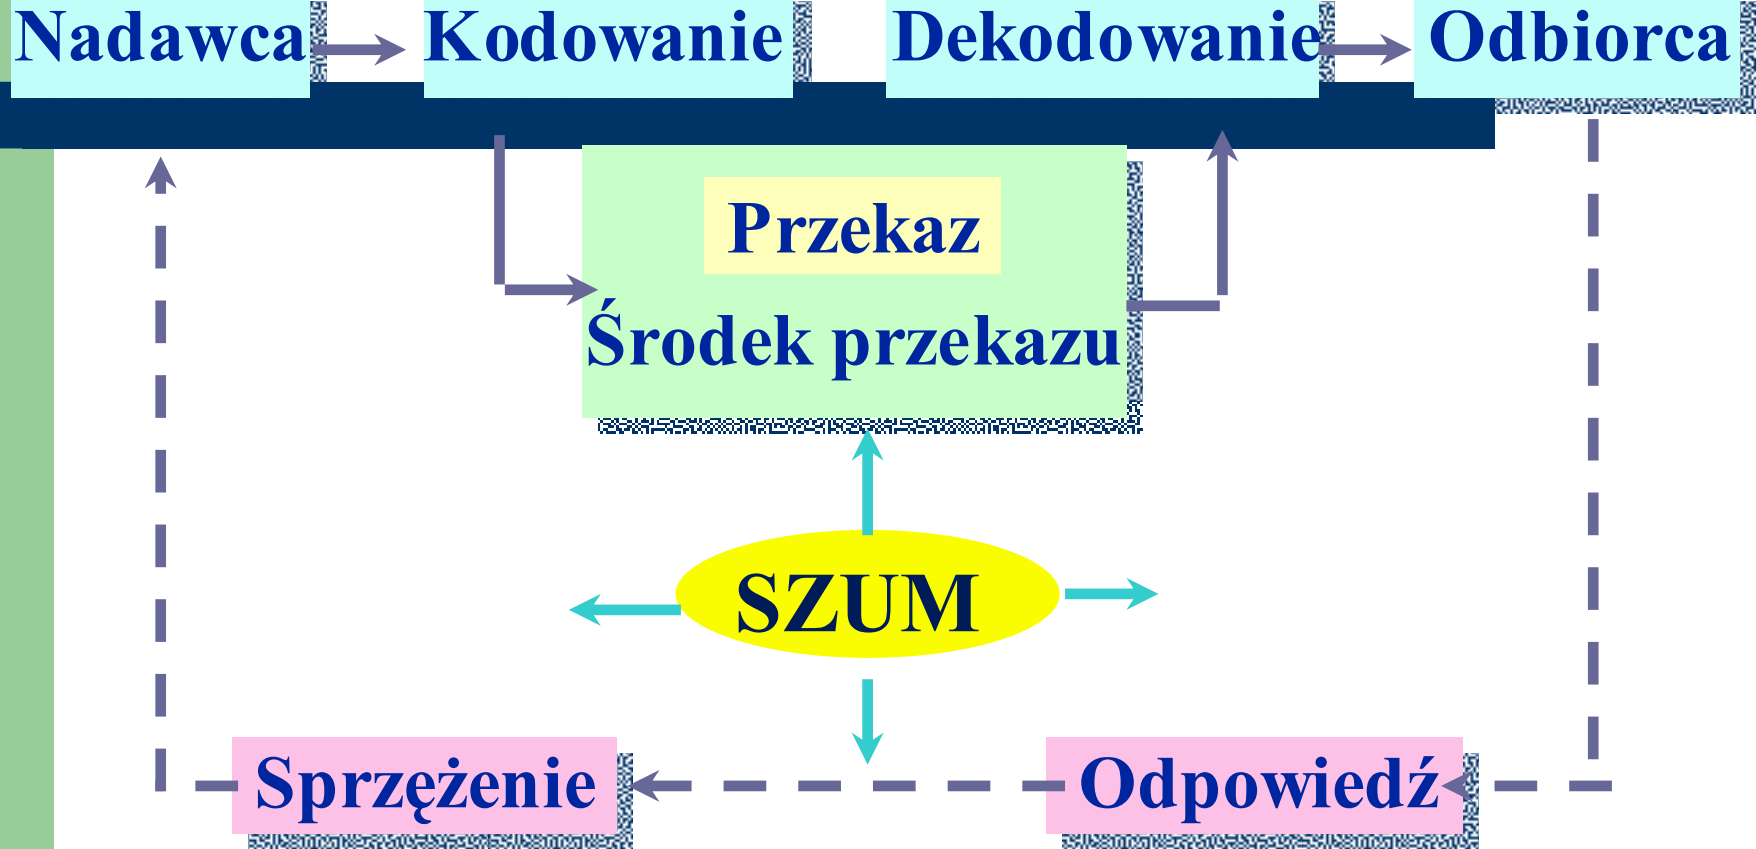 Nadawca Kodowanie Dekodowanie Odbiorca
Przekaz
Środek przekazu
SZUM
Sprzężenie Odpowiedź